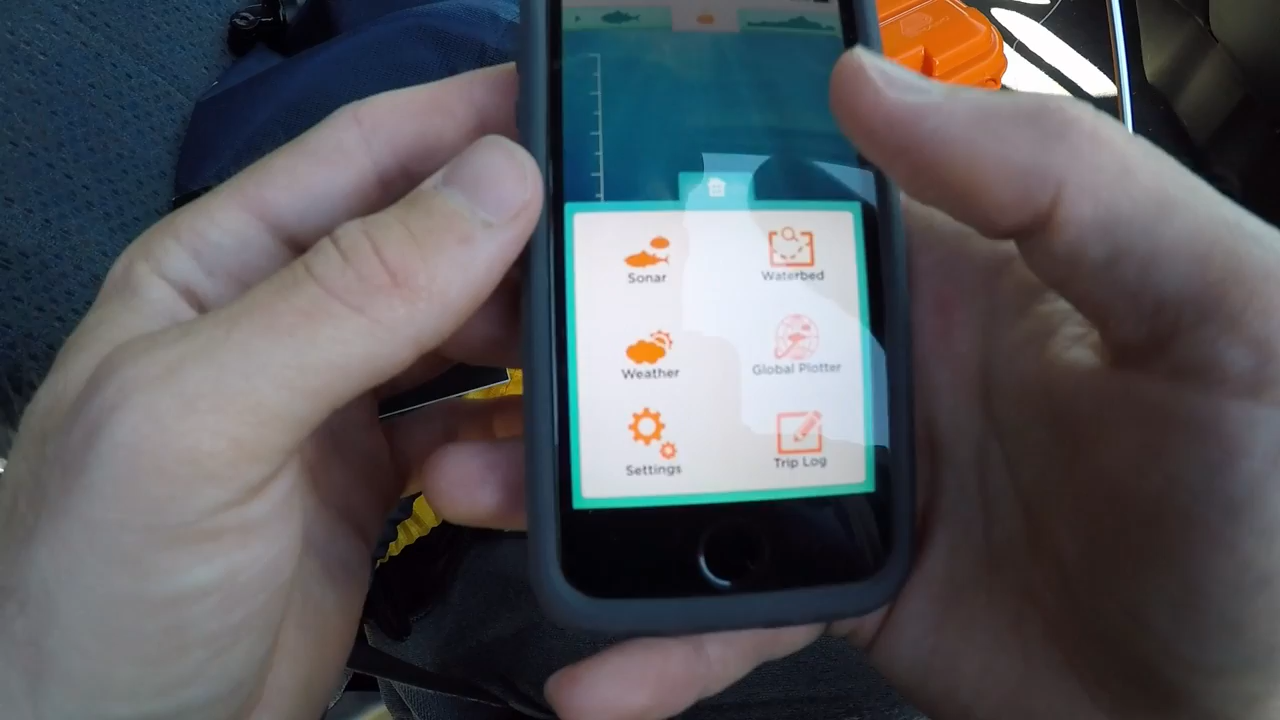 Sonar
Waterbed
Weather
Global Plotter
Settings
Trip Log